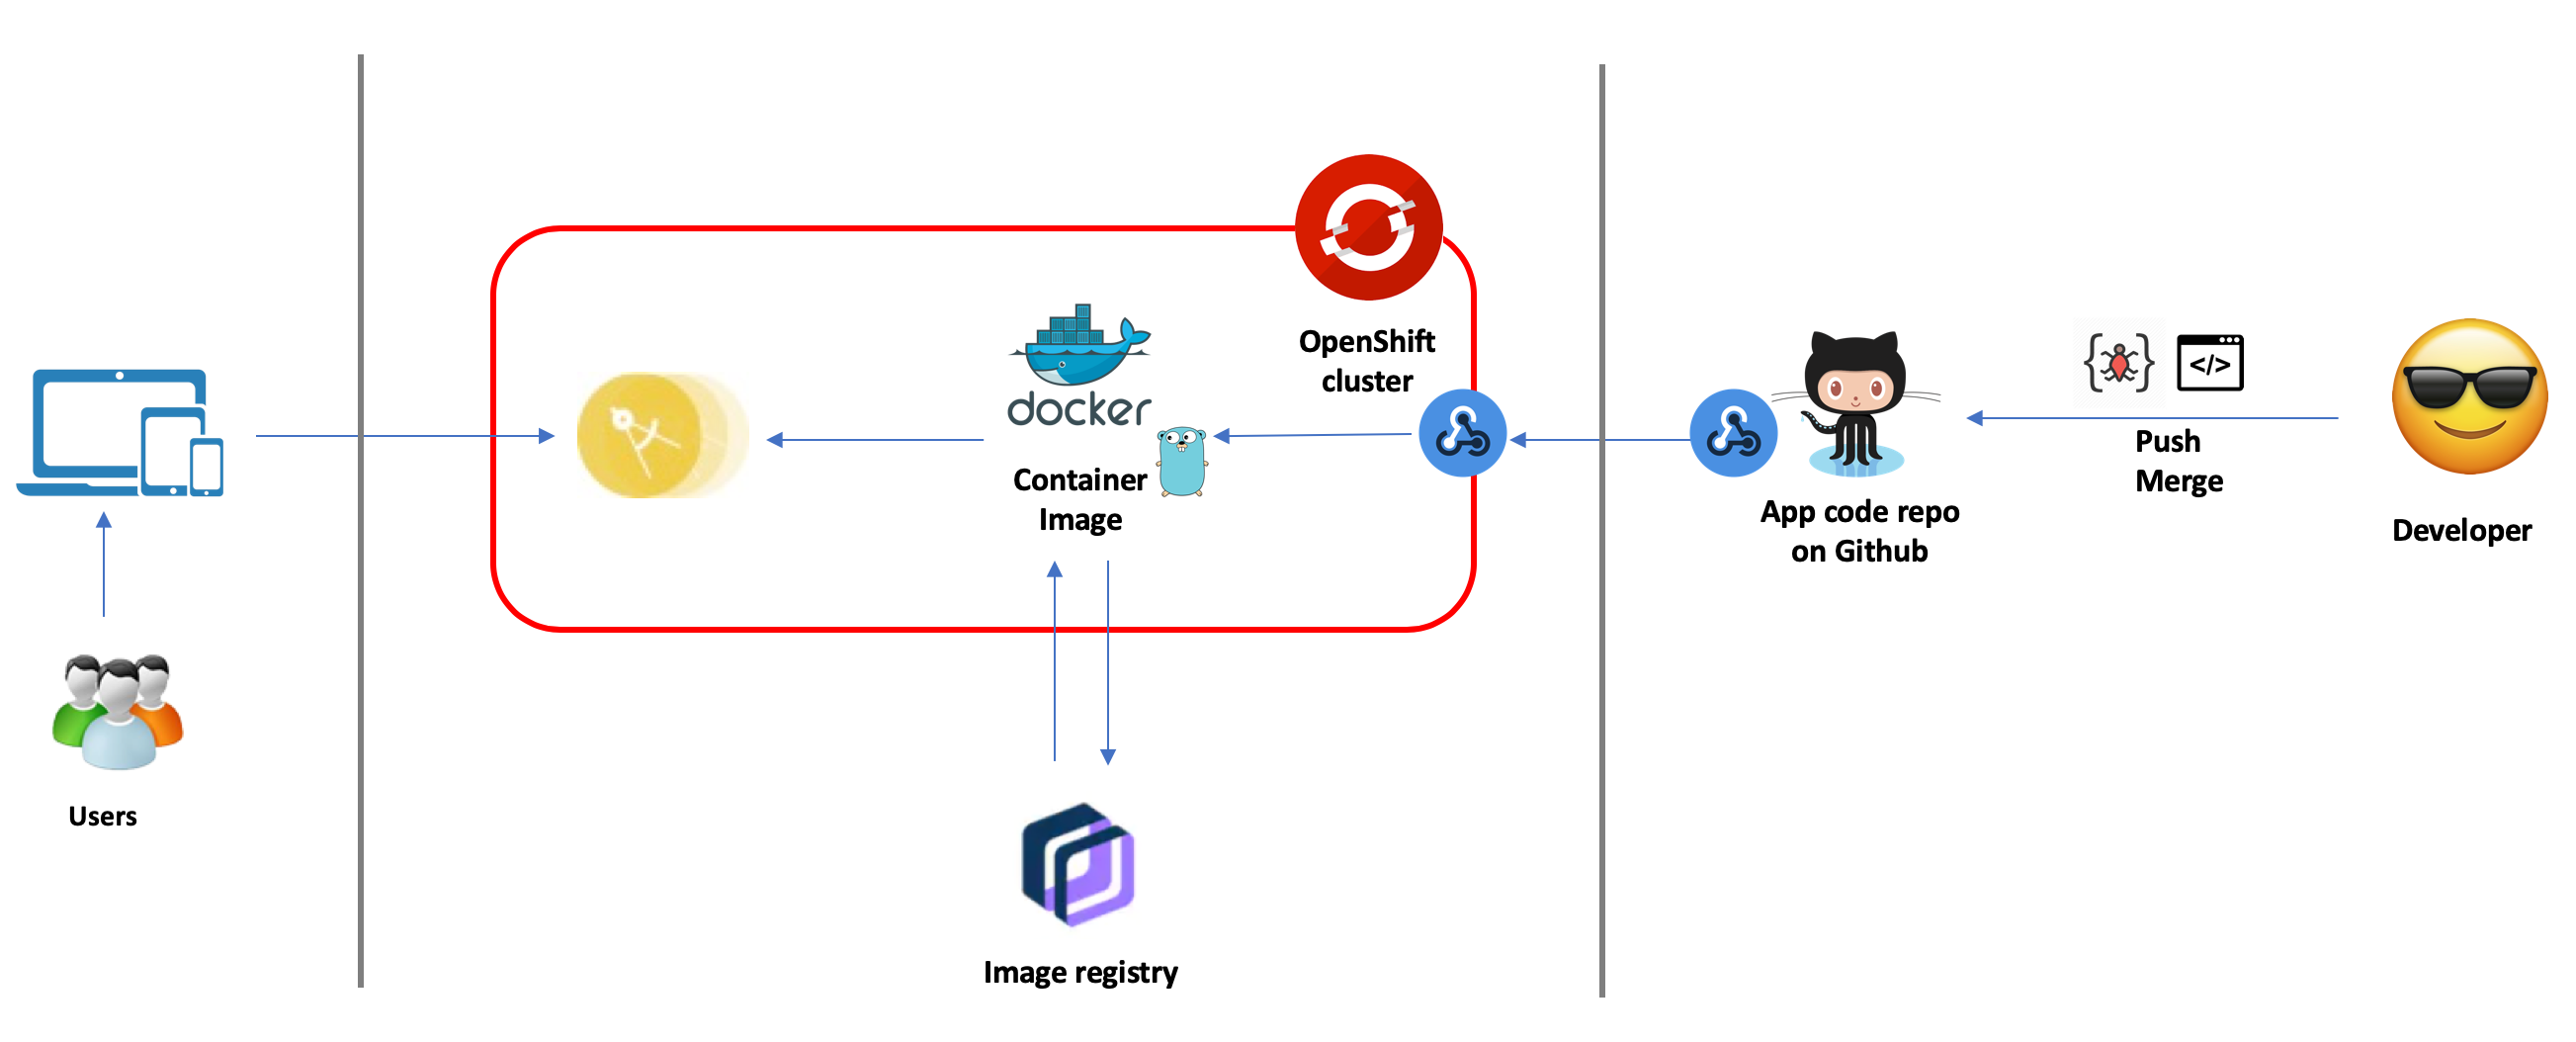 OpenShift
cluster
docker
Container
Image
</>
Push
Merge
App code repo
on Github
Developer
Users
Image registry